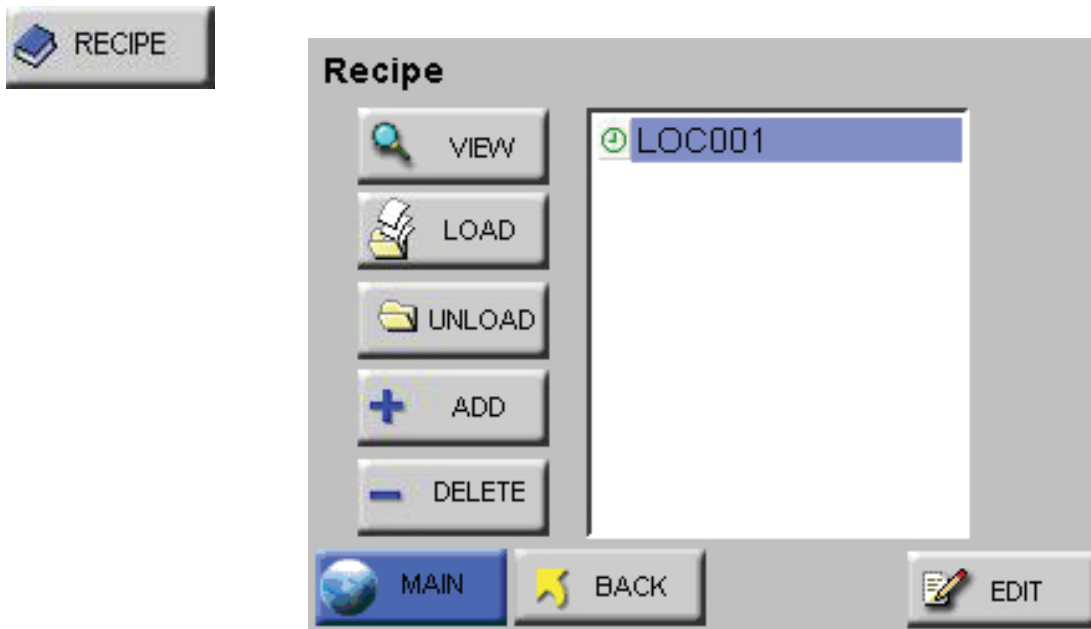 RECIPE
Recipe
VIEW
LOC001
LOAD
UNLOAD
ADD
DELETE
MAIN
BACK
EDIT